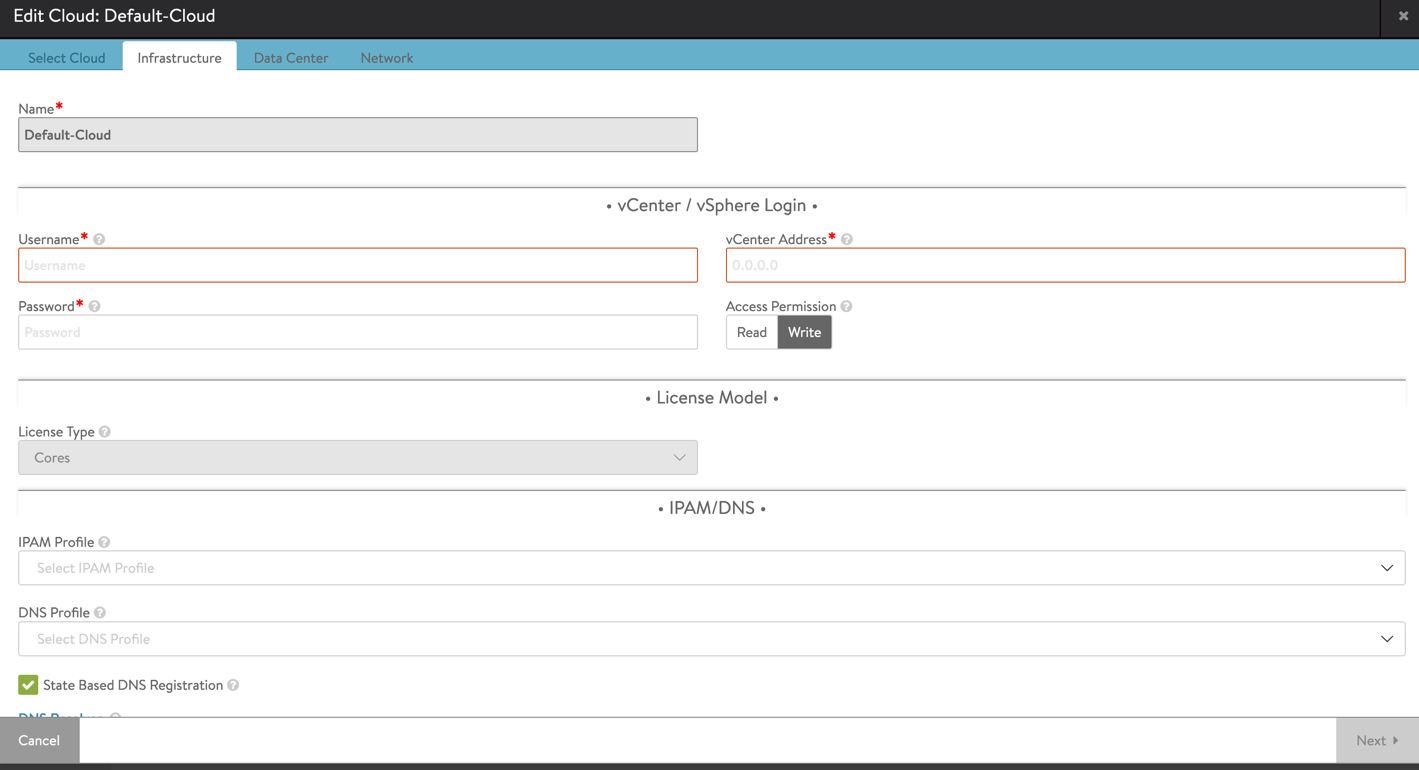 Edit Cloud: Default-Cloud
Select Cloud Infrastructure Data Center Network
Name*
Default-Cloud
• vCenter / vSphere Login •
Username* vCenter Address*
Username 0.0.0.0
Password* Access Permission
Password Read Write
• License Model •
License Type
Cores
• IPAM/DNS •
IPAM Profile
Select IPAM Profile
DNS Profile
Select DNS Profile
State Based DNS Registration
Cancel Next